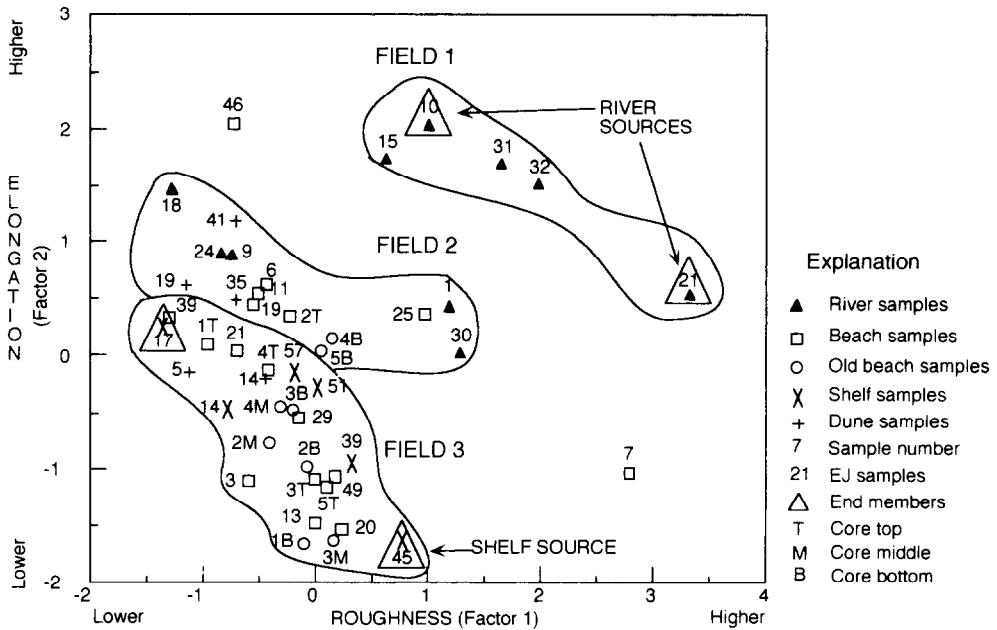 3
Higher
FIELD 1
46
10
RIVER
SOURCES
2
15
31
32
18
ELONGATION
(Factor 2)
41
1
24
9
FIELD 2
6
21
19
35
11
1
39
19
2T
25
17
1T
21
4B
30
0
4T
57
5B
5
14
3B
51
14
4M
29
2M
2B
39
FIELD 3
7
-1
3
3T
49
5T
13
20
1B
3M
45
SHELF SOURCE
Lower
-2
-2
-1
0
1
2
3
4
Lower
ROUGHNESS (Factor 1)
Higher
Explanation
River samples
Beach samples
Old beach samples
Shelf samples
Dune samples
7 Sample number
21 EJ samples
End members
T Core top
M Core middle
B Core bottom